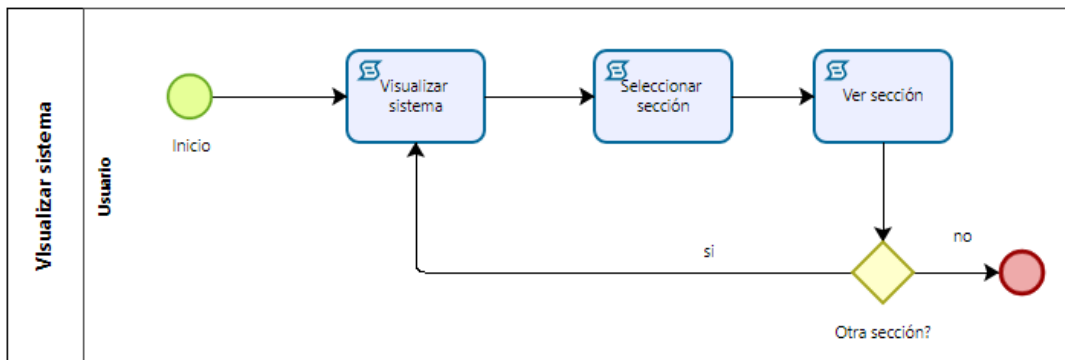 VIsualizar sistema
Usuario
Inicio
Visualizar
sistema
Seleccionar
sección
Ver sección
si
no
Otra sección?